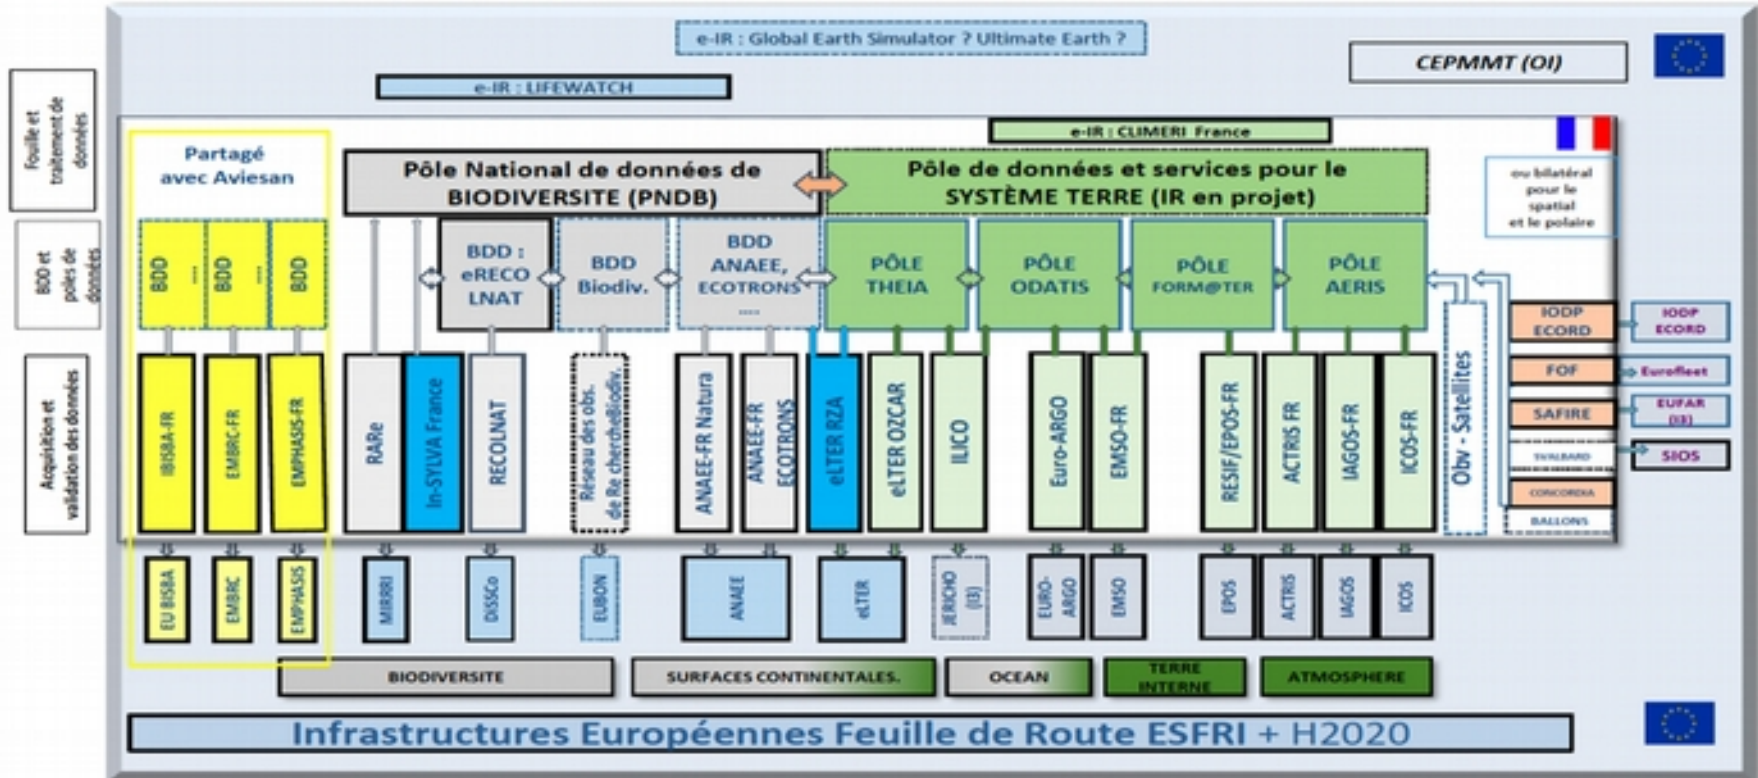 e-IR : Global Earth Simulator ? Ultimate Earth ?
CEPMMT (OI)
e-IR : LIFEWATCH
e-IR : CLIMERI France
Fouille et
traitement de
données
Partagé
avec Aviesan
Pôle National de données de
BIODIVERSITE (PNDB)
Pôle de données et services pour le
SYSTÈME TERRE (IR en projet)
ou bilatéral
pour le
spatial
et le polaire
BDD et
poles de
données
BDD
....
BDD
....
BDD
BDD :
eRECO
LNAT
BDD
Biodiv.
BDD
ANAEE,
ECOTRONS
....
PÔLE
THEIA
PÔLE
ODATIS
PÔLE
FORM@TER
PÔLE
AERIS
Acquisition et
validation des données
IBISBA-FR
EMBRC-FR
EMPHASIS-FR
RARe
In-SYLVA France
RECOLNAT
Réseau des obs.
de Re chercheBiodiv.
ANAEE-FR Natura
ANAEE-FR
ECOTRONS
eLTER RZA
eLTER OZCAR
ILICO
Euro-ARGO
EMSO-FR
RESIF/EPOS-FR
ACTRIS FR
IAGOS-FR
ICOS-FR
Obv - Satellites
IODP
ECORD
IODP
ECORD
FOF
Eurofleet
SAFIRE
EUFAR
(I3)
SVALBARD
SIOS
CONCORDIA
BALLONS
EU BISBA
EMBRC
EMPHASIS
MIRRI
DiSSCo
EUBON
ANAEE
eLTER
JERICHO
(I3)
EURO-
ARGO
EMSO
EPOS
ACTRIS
IAGOS
ICOS
BIODIVERSITE
SURFACES CONTINENTALES.
OCEAN
TERRE
INTERNE
ATMOSPHERE
Infrastructures Européennes Feuille de Route ESFRI + H2020